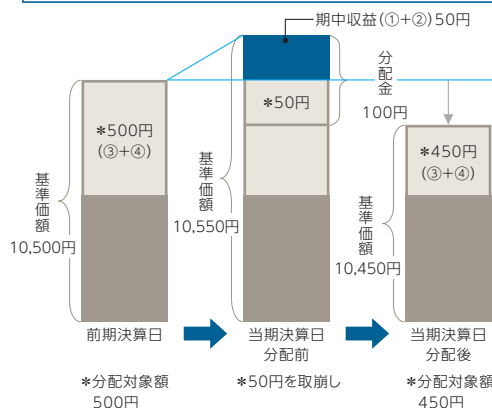 期中収益(①+②)50円
分配金
100円
*500円
(③+④)
*50円
*450円
(③+④)
基準価額
10,500円
基準価額
10,550円
基準価額
10,450円
前期決算日
当期決算日
分配前
当期決算日
分配後
*分配対象額
500円
*50円を取崩し
*分配対象額
450円